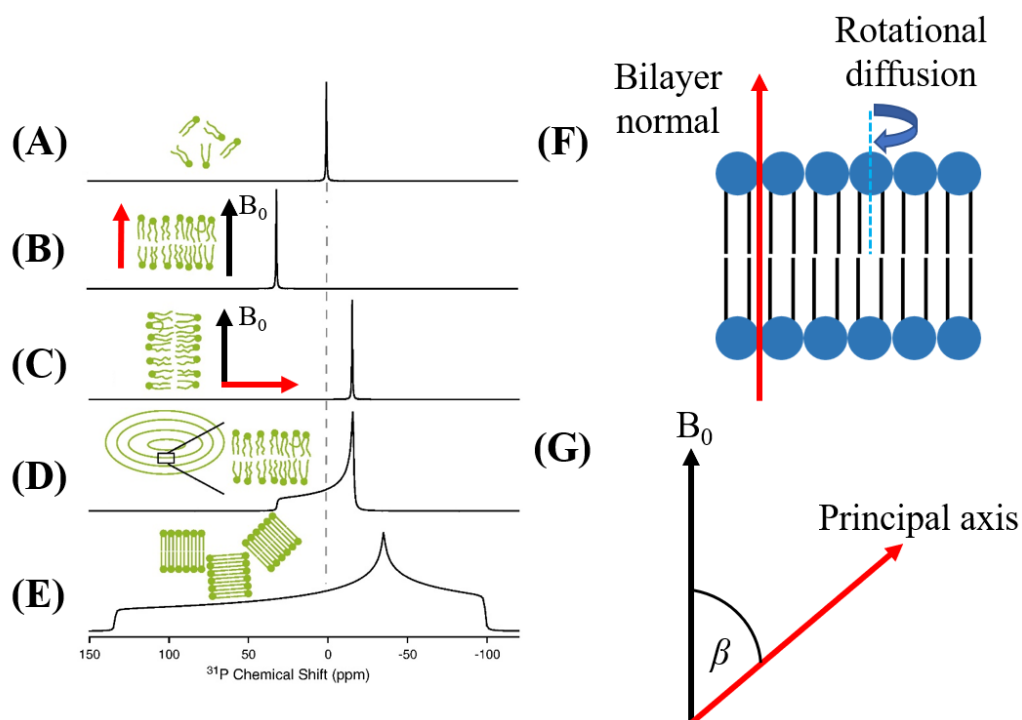 (A)
(B)
B0
(C)
B0
(D)
(E)
150 100 50 0 -50 -100
31P Chemical Shift (ppm)
(F)
Bilayer
normal
Rotational
diffusion
(G)
B0
Principal axis
β